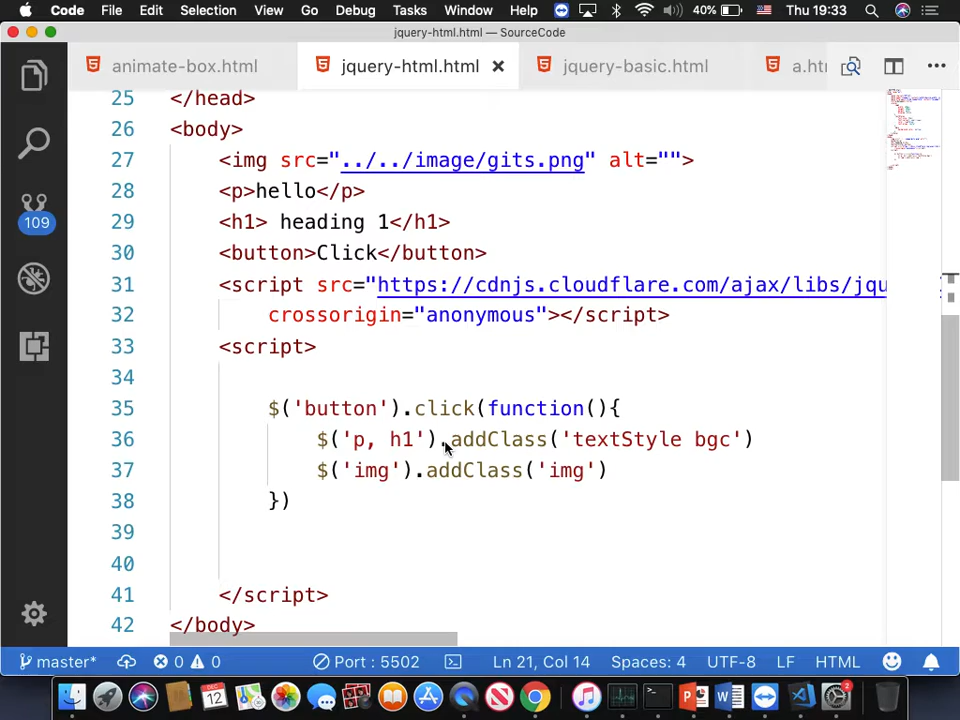 Code File Edit Selection View Go Debug Tasks Window Help 40% Thu 19:33
jquery-html.html — SourceCode
animate-box.html jquery-html.html jquery-basic.html a.ht
25 </head>
26 <body>
27 <img src="../../image/gits.png" alt="">
28 <p>hello</p>
29 <h1> heading 1</h1>
30 <button>Click</button>
31 <script src="https://cdnjs.cloudflare.com/ajax/libs/jqu
32 crossorigin="anonymous"></script>
109
33 <script>
34
35 $('button').click(function(){
36 $('p, h1').addClass('textStyle bgc')
37 $('img').addClass('img')
38 })
39
40
41 </script>
42 </body>
master* 0 0 Port : 5502 Ln 21, Col 14 Spaces: 4 UTF-8 LF HTML
DEC
12
2